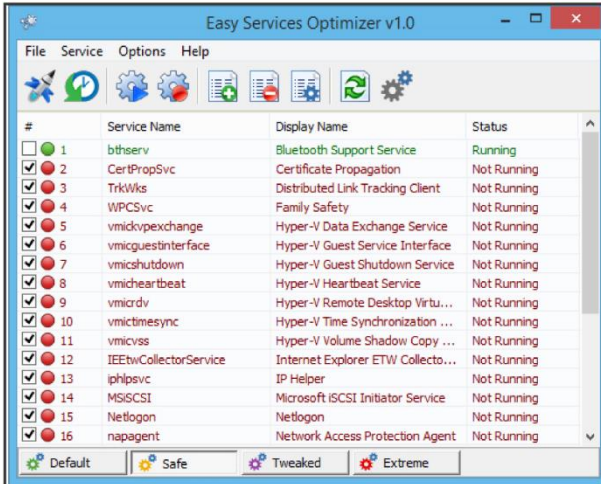 Easy Services Optimizer v1.0
File Service Options Help
# Service Name Display Name Status
1 bthserv Bluetooth Support Service Running
2 CertPropSvc Certificate Propagation Not Running
3 TrkWks Distributed Link Tracking Client Not Running
4 WPCSvc Family Safety Not Running
5 vmickvpexchange Hyper-V Data Exchange Service Not Running
6 vmicguestinterface Hyper-V Guest Service Interface Not Running
7 vmicshutdown Hyper-V Guest Shutdown Service Not Running
8 vmicheartbeat Hyper-V Heartbeat Service Not Running
9 vmicrdv Hyper-V Remote Desktop Virtu... Not Running
10 vmictimesync Hyper-V Time Synchronization ... Not Running
11 vmicvss Hyper-V Volume Shadow Copy ... Not Running
12 IEEtwCollectorService Internet Explorer ETW Collecto... Not Running
13 iphlpsvc IP Helper Not Running
14 MSiSCSI Microsoft iSCSI Initiator Service Not Running
15 Netlogon Netlogon Not Running
16 napagent Network Access Protection Agent Not Running
Default Safe Tweaked Extreme